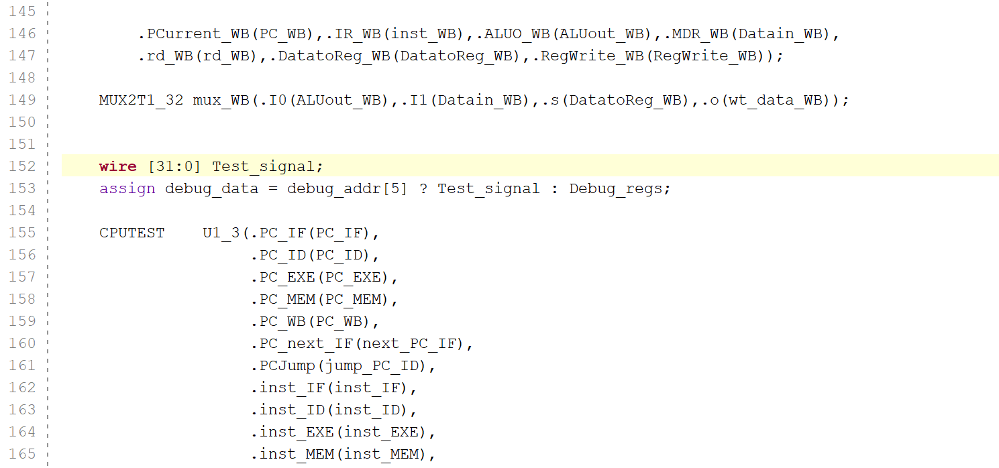 145
146 .PCurrent_WB(PC_WB),.IR_WB(inst_WB),.ALUO_WB(ALUout_WB),.MDR_WB(Datain_WB),
147 .rd_WB(rd_WB),.DatatoReg_WB(DatatoReg_WB),.RegWrite_WB(RegWrite_WB));
148
149 MUX2T1_32 mux_WB(.I0(ALUout_WB),.I1(Datain_WB),.s(DatatoReg_WB),.o(wt_data_WB));
150
151
152 wire [31:0] Test_signal;
153 assign debug_data = debug_addr[5] ? Test_signal : Debug_regs;
154
155 CPUTEST    U1_3(.PC_IF(PC_IF),
156 .PC_ID(PC_ID),
157 .PC_EXE(PC_EXE),
158 .PC_MEM(PC_MEM),
159 .PC_WB(PC_WB),
160 .PC_next_IF(next_PC_IF),
161 .PCJump(jump_PC_ID),
162 .inst_IF(inst_IF),
163 .inst_ID(inst_ID),
164 .inst_EXE(inst_EXE),
165 .inst_MEM(inst_MEM),